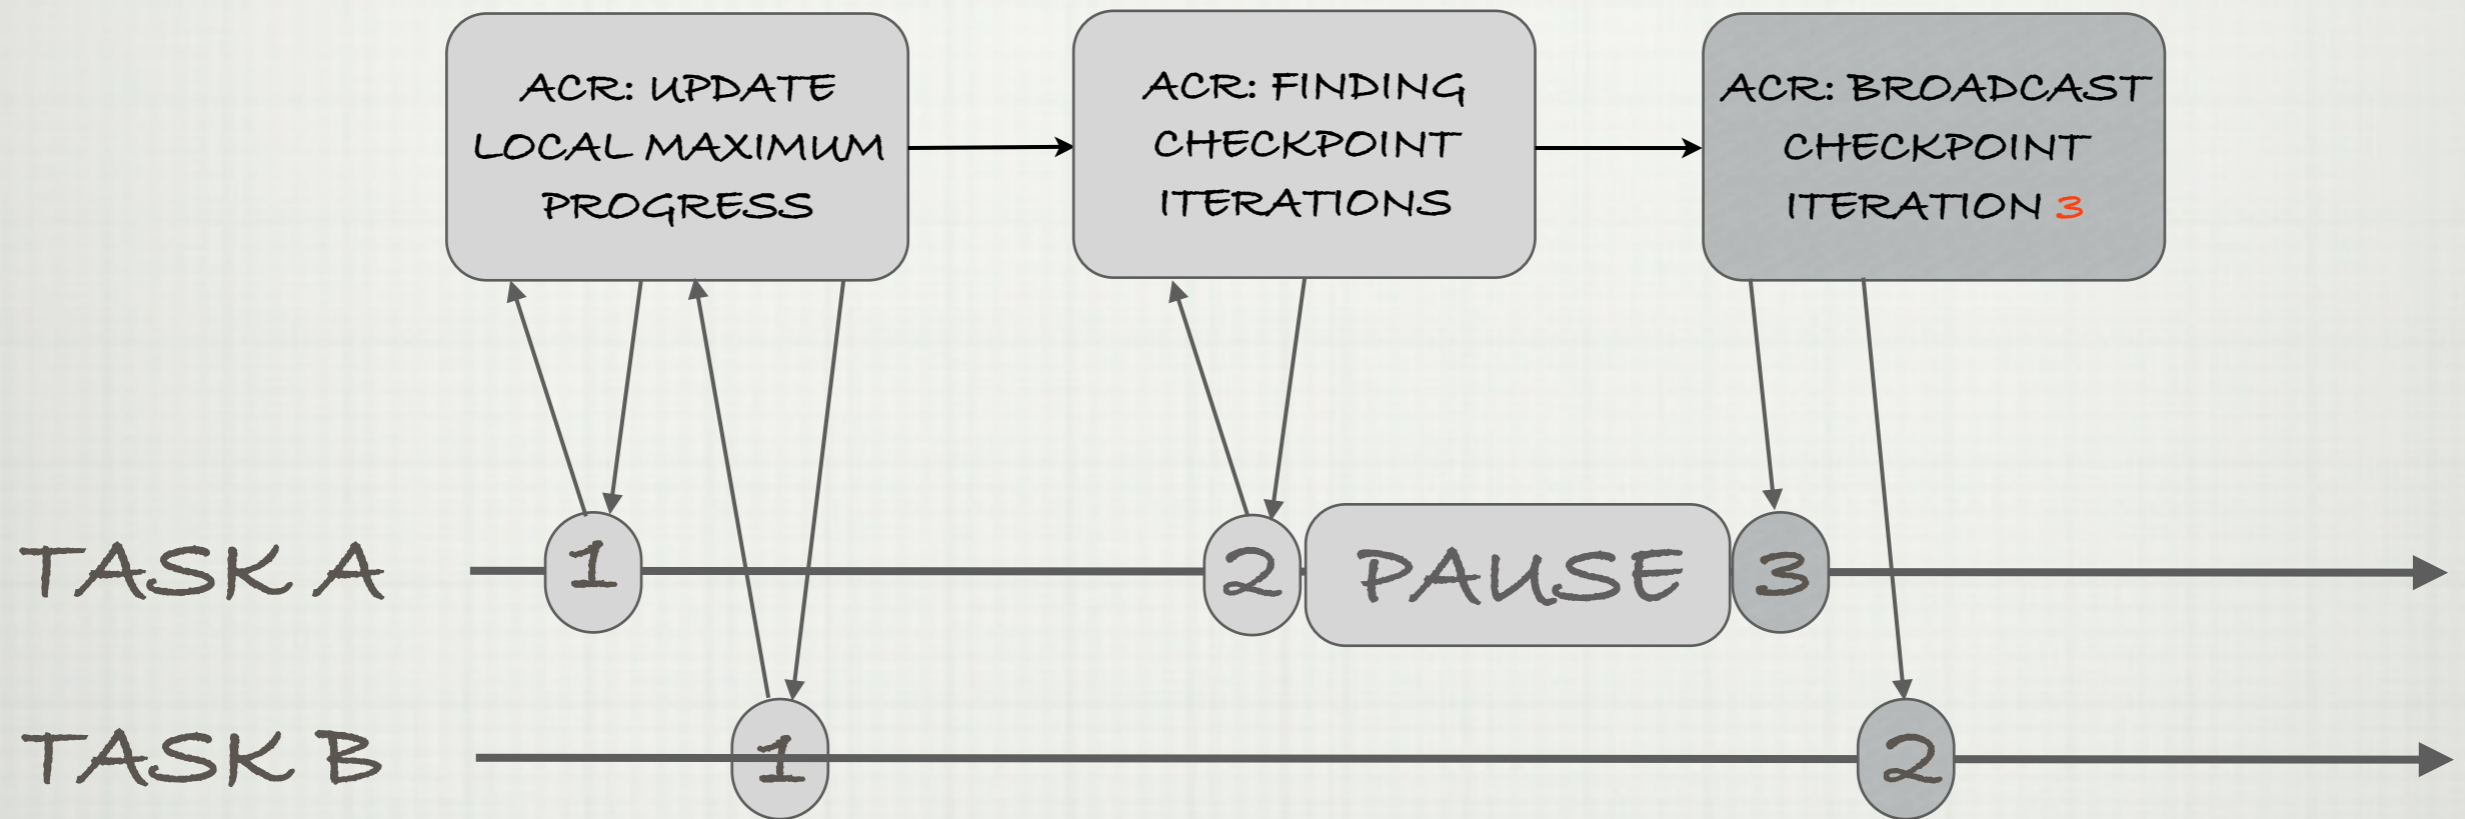 ACR: UPDATE
LOCAL MAXIMUM
PROGRESS
ACR: FINDING
CHECKPOINT
ITERATIONS
ACR: BROADCAST
CHECKPOINT
ITERATION 3
TASK A
1
2
PAUSE
3
TASK B
1
2